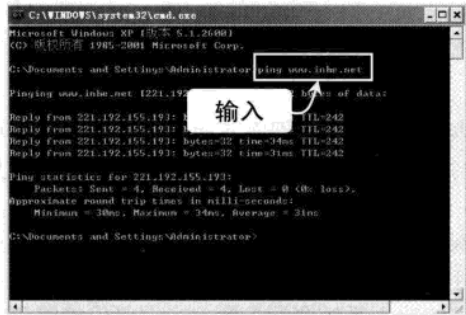 C:\WINDOWS\system32\cmd.exe
Microsoft Windows XP [版本 5.1.2600]
(C) 版权所有 1985-2001 Microsoft Corp.
C:\Documents and Settings\Administrator>ping www.inhe.net
Pinging www.inhe.net [221.192 bytes of data:
输入
Reply from 221.192.155.193: TTL=242
Reply from 221.192.155.193: TTL=242
Reply from 221.192.155.193: bytes=32 time=34ms TTL=242
Reply from 221.192.155.193: bytes=32 time=31ms TTL=242
Ping statistics for 221.192.155.193:
Packets: Sent = 4, Received = 4, Lost = 0 (0% loss),
Approximate round trip times in milli-seconds:
Minimum = 30ms, Maximum = 34ms, Average = 31ms
C:\Documents and Settings\Administrator>